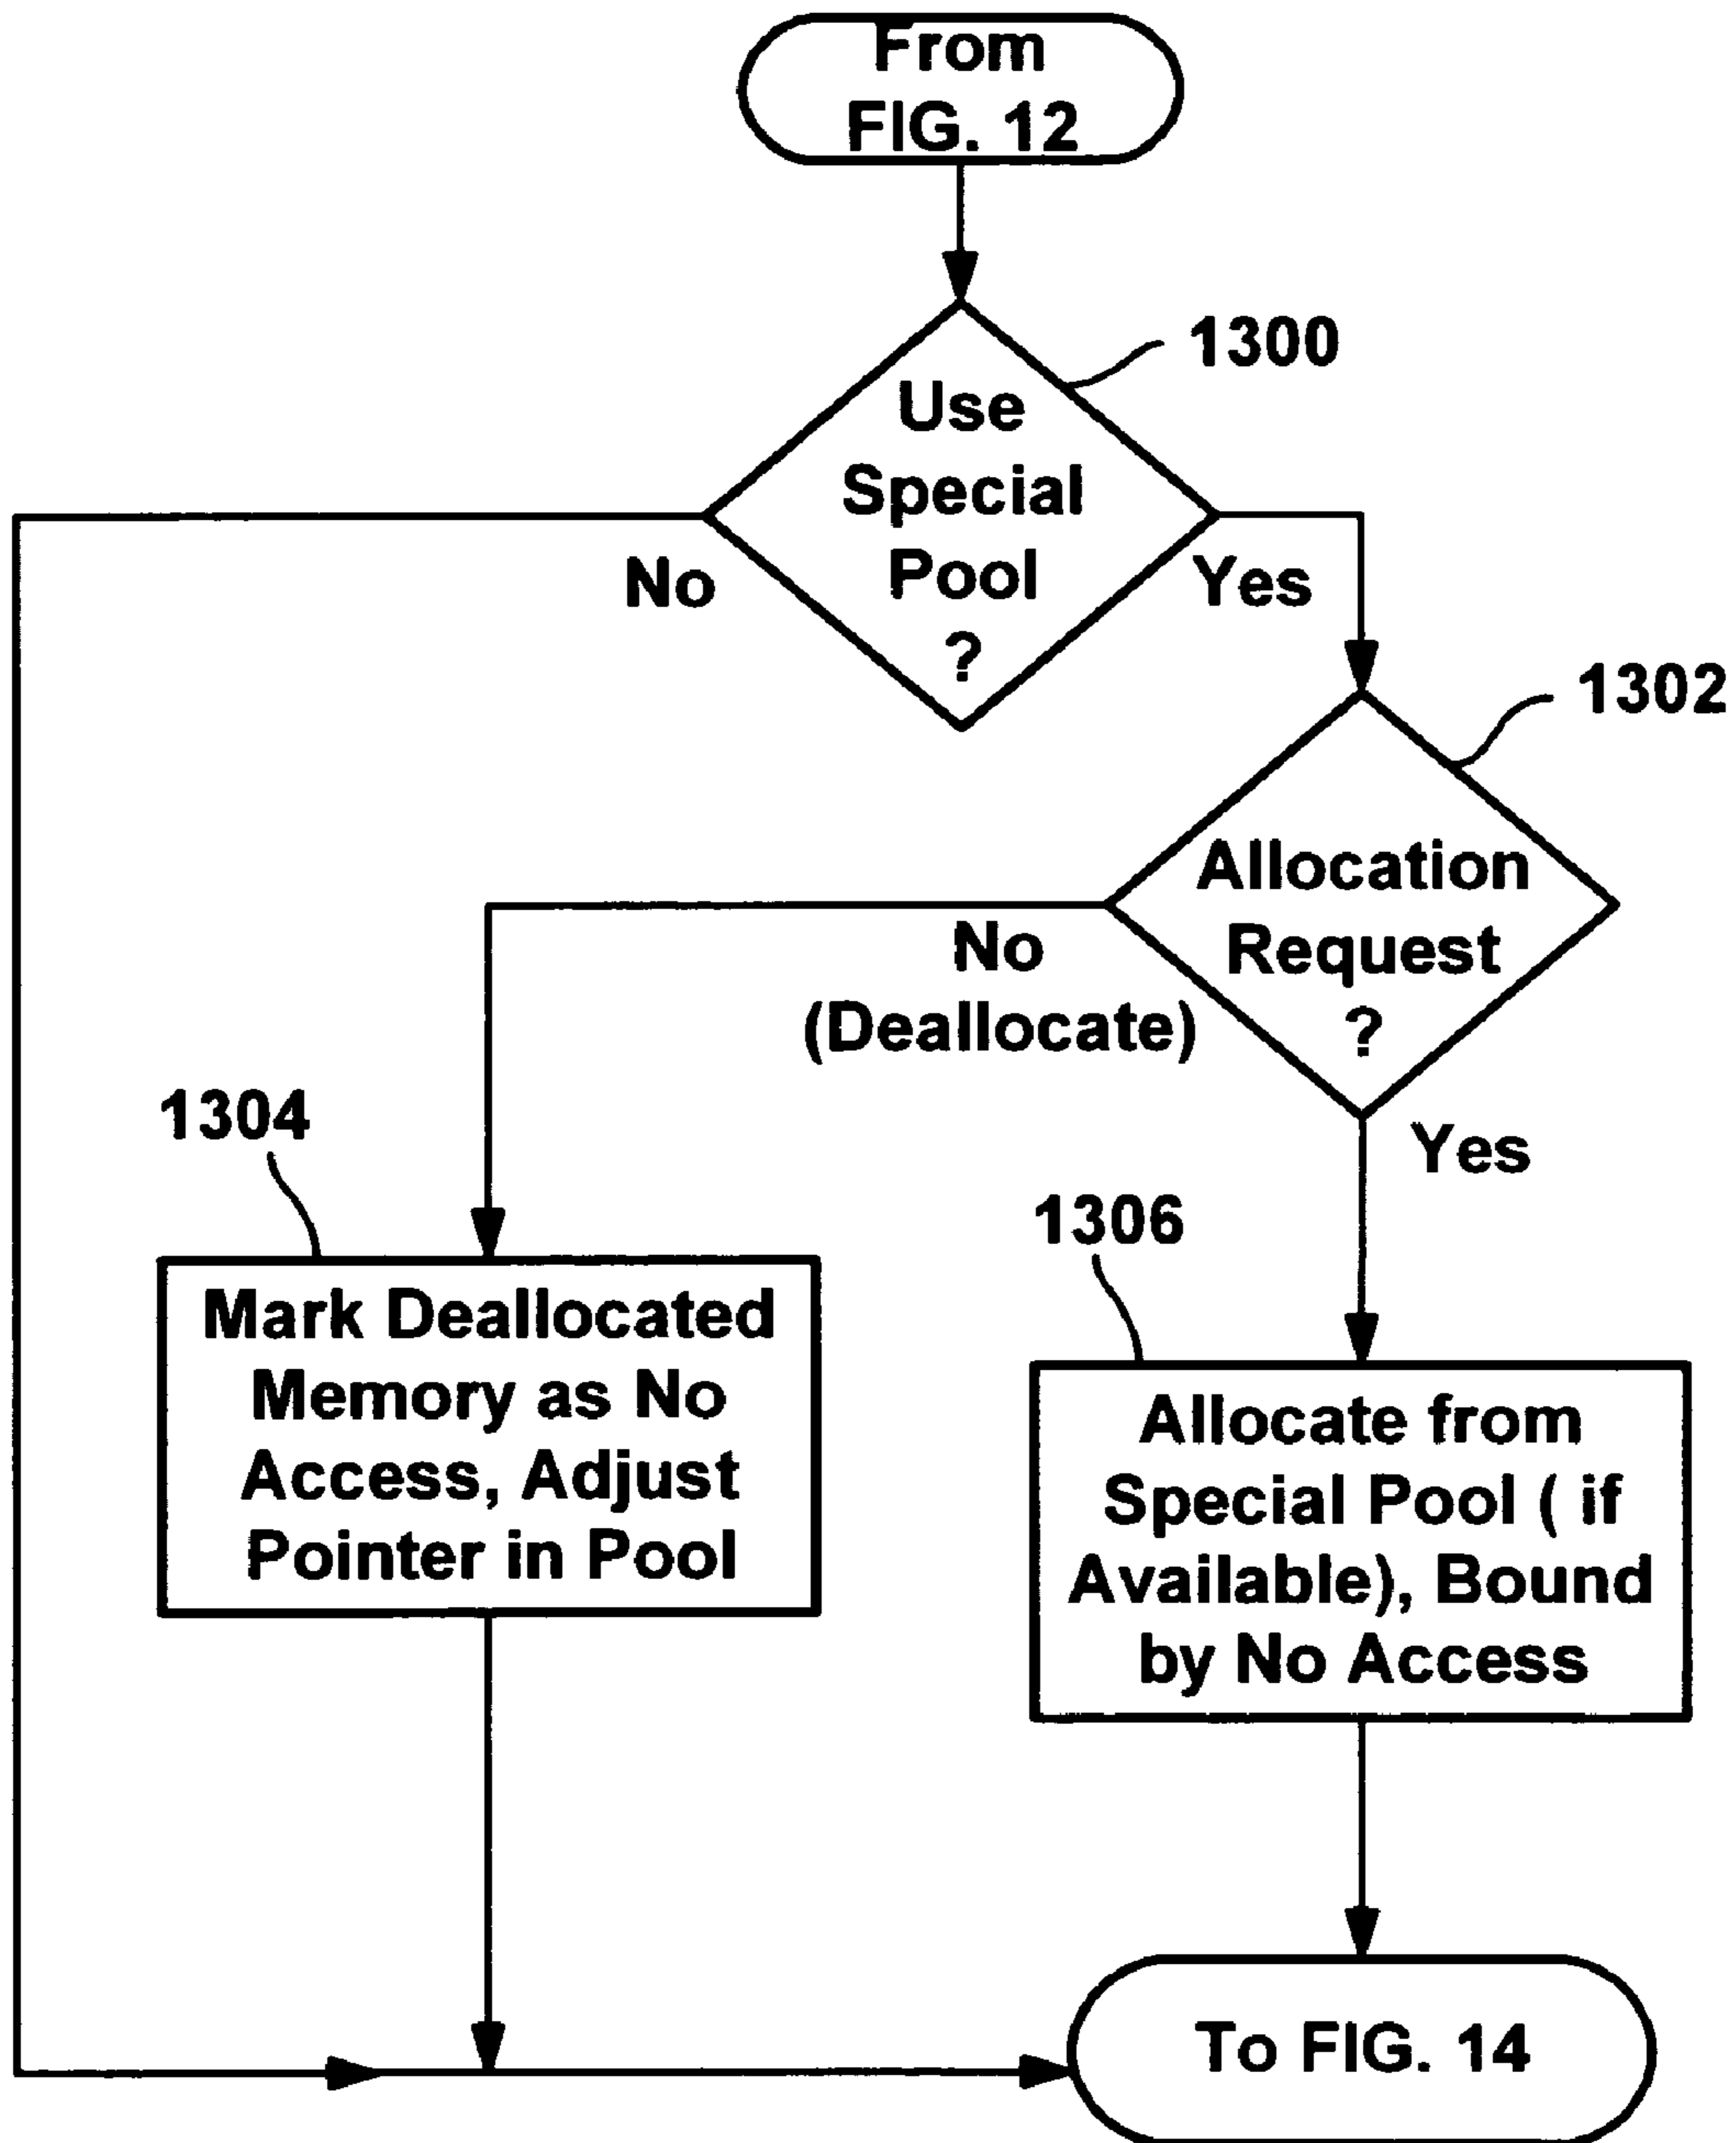 From
FIG. 12
1300
Use
Special
Pool
?
No
Yes
1302
Allocation
Request
?
No
(Deallocate)
Yes
1304
Mark Deallocated
Memory as No
Access, Adjust
Pointer in Pool
1306
Allocate from
Special Pool ( if
Available), Bound
by No Access
To FIG. 14